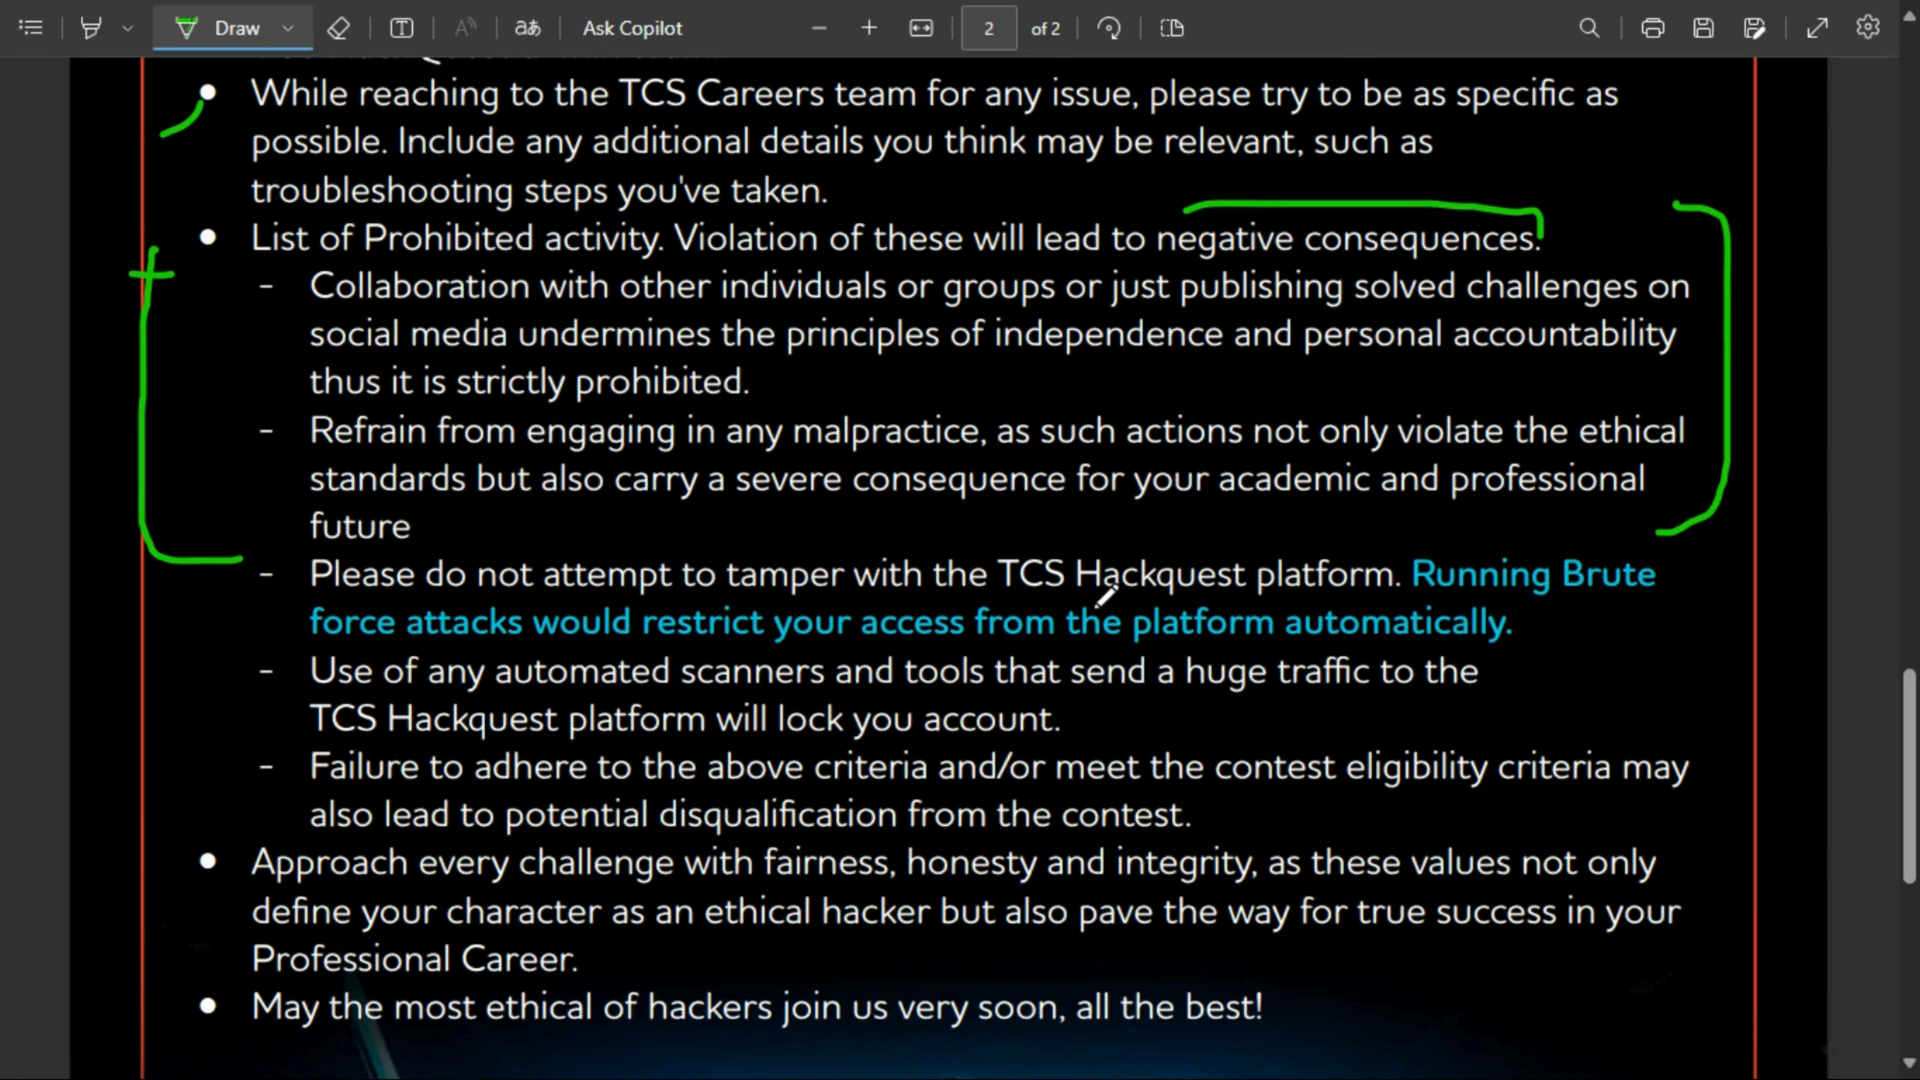 Draw
Ask Copilot
2 of 2
While reaching to the TCS Careers team for any issue, please try to be as specific as
possible. Include any additional details you think may be relevant, such as
troubleshooting steps you've taken.
List of Prohibited activity. Violation of these will lead to negative consequences.
- Collaboration with other individuals or groups or just publishing solved challenges on
social media undermines the principles of independence and personal accountability
thus it is strictly prohibited.
- Refrain from engaging in any malpractice, as such actions not only violate the ethical
standards but also carry a severe consequence for your academic and professional
future
- Please do not attempt to tamper with the TCS Hackquest platform. Running Brute
force attacks would restrict your access from the platform automatically.
- Use of any automated scanners and tools that send a huge traffic to the
TCS Hackquest platform will lock you account.
- Failure to adhere to the above criteria and/or meet the contest eligibility criteria may
also lead to potential disqualification from the contest.
Approach every challenge with fairness, honesty and integrity, as these values not only
define your character as an ethical hacker but also pave the way for true success in your
Professional Career.
May the most ethical of hackers join us very soon, all the best!